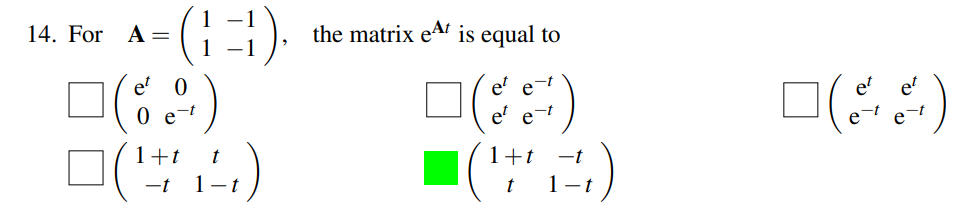 14. For A = ( 1 −1 ; 1 −1 ), the matrix e^{At} is equal to
( e^t 0 ; 0 e^{−t} ) ( e^t e^{−t} ; e^t e^{−t} ) ( e^t e^t ; e^{−t} e^{−t} )
( 1+t t ; −t 1−t ) ( 1+t −t ; t 1−t )